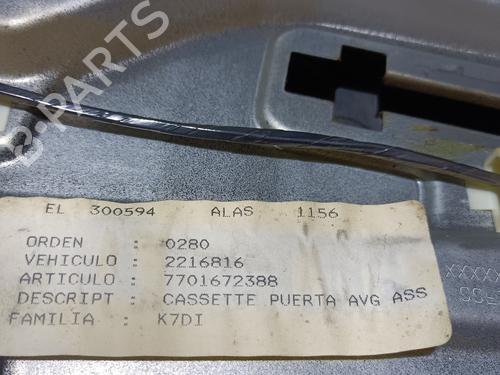 EL 300594 ALAS 1156
ORDEN : 0280
VEHICULO : 2216816
ARTICULO : 7701672388
DESCRIPT : CASSETTE PUERTA AVG ASS
FAMILIA : K7DI
B-PARTS